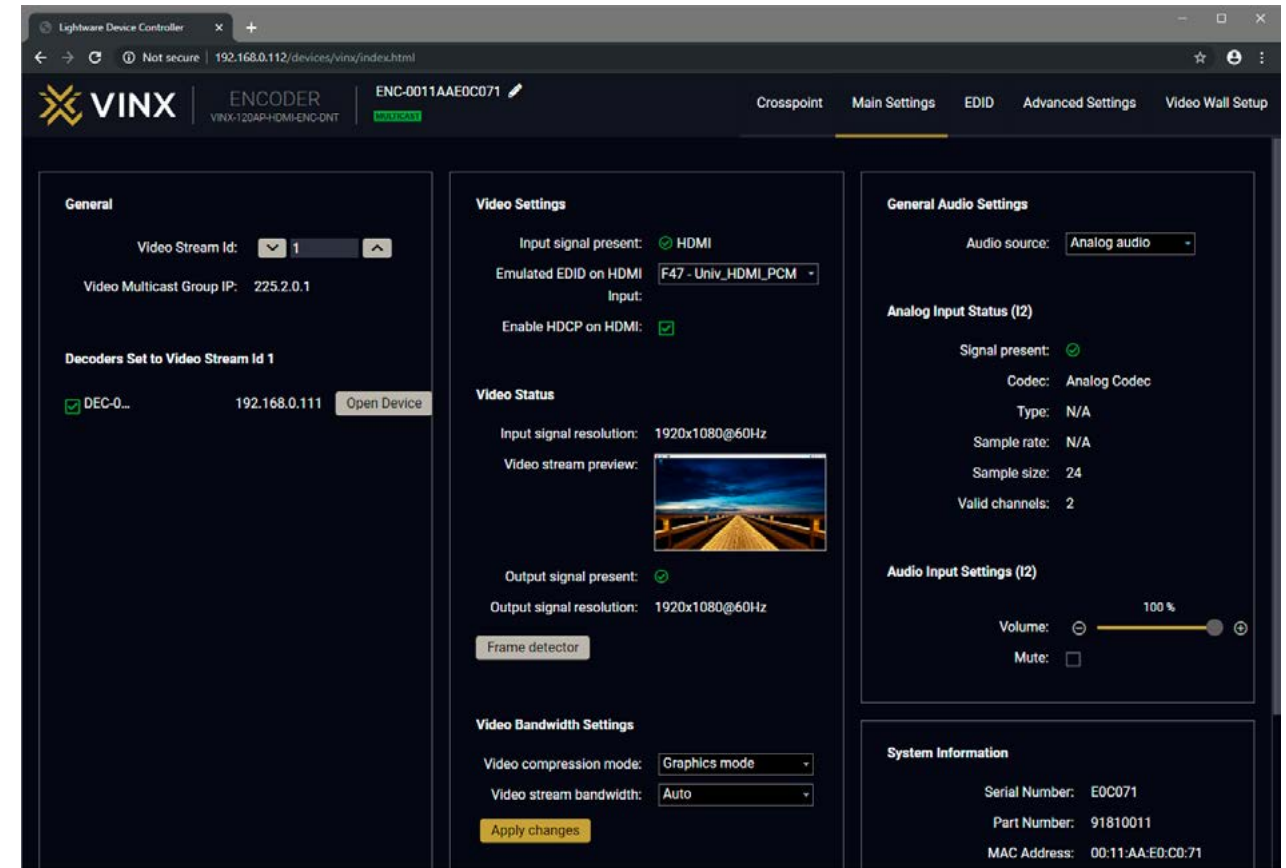 Lightware Device Controller
Not secure | 192.168.0.112/devices/vinx/index.html
VINX
ENCODER
VINX-120AP-HDMI-ENC-DNT
ENC-0011AAE0C071
MULTICAST
Crosspoint Main Settings EDID Advanced Settings Video Wall Setup
General
Video Stream Id: 1
Video Multicast Group IP: 225.2.0.1
Decoders Set to Video Stream Id 1
DEC-0... 192.168.0.111 Open Device
Video Settings
Input signal present: HDMI
Emulated EDID on HDMI F47 - Univ_HDMI_PCM
Input:
Enable HDCP on HDMI:
Video Status
Input signal resolution: 1920x1080@60Hz
Video stream preview:
Output signal present:
Output signal resolution: 1920x1080@60Hz
Frame detector
Video Bandwidth Settings
Video compression mode: Graphics mode
Video stream bandwidth: Auto
Apply changes
General Audio Settings
Audio source: Analog audio
Analog Input Status (I2)
Signal present:
Codec: Analog Codec
Type: N/A
Sample rate: N/A
Sample size: 24
Valid channels: 2
Audio Input Settings (I2)
100 %
Volume:
Mute:
System Information
Serial Number: E0C071
Part Number: 91810011
MAC Address: 00:11:AA:E0:C0:71